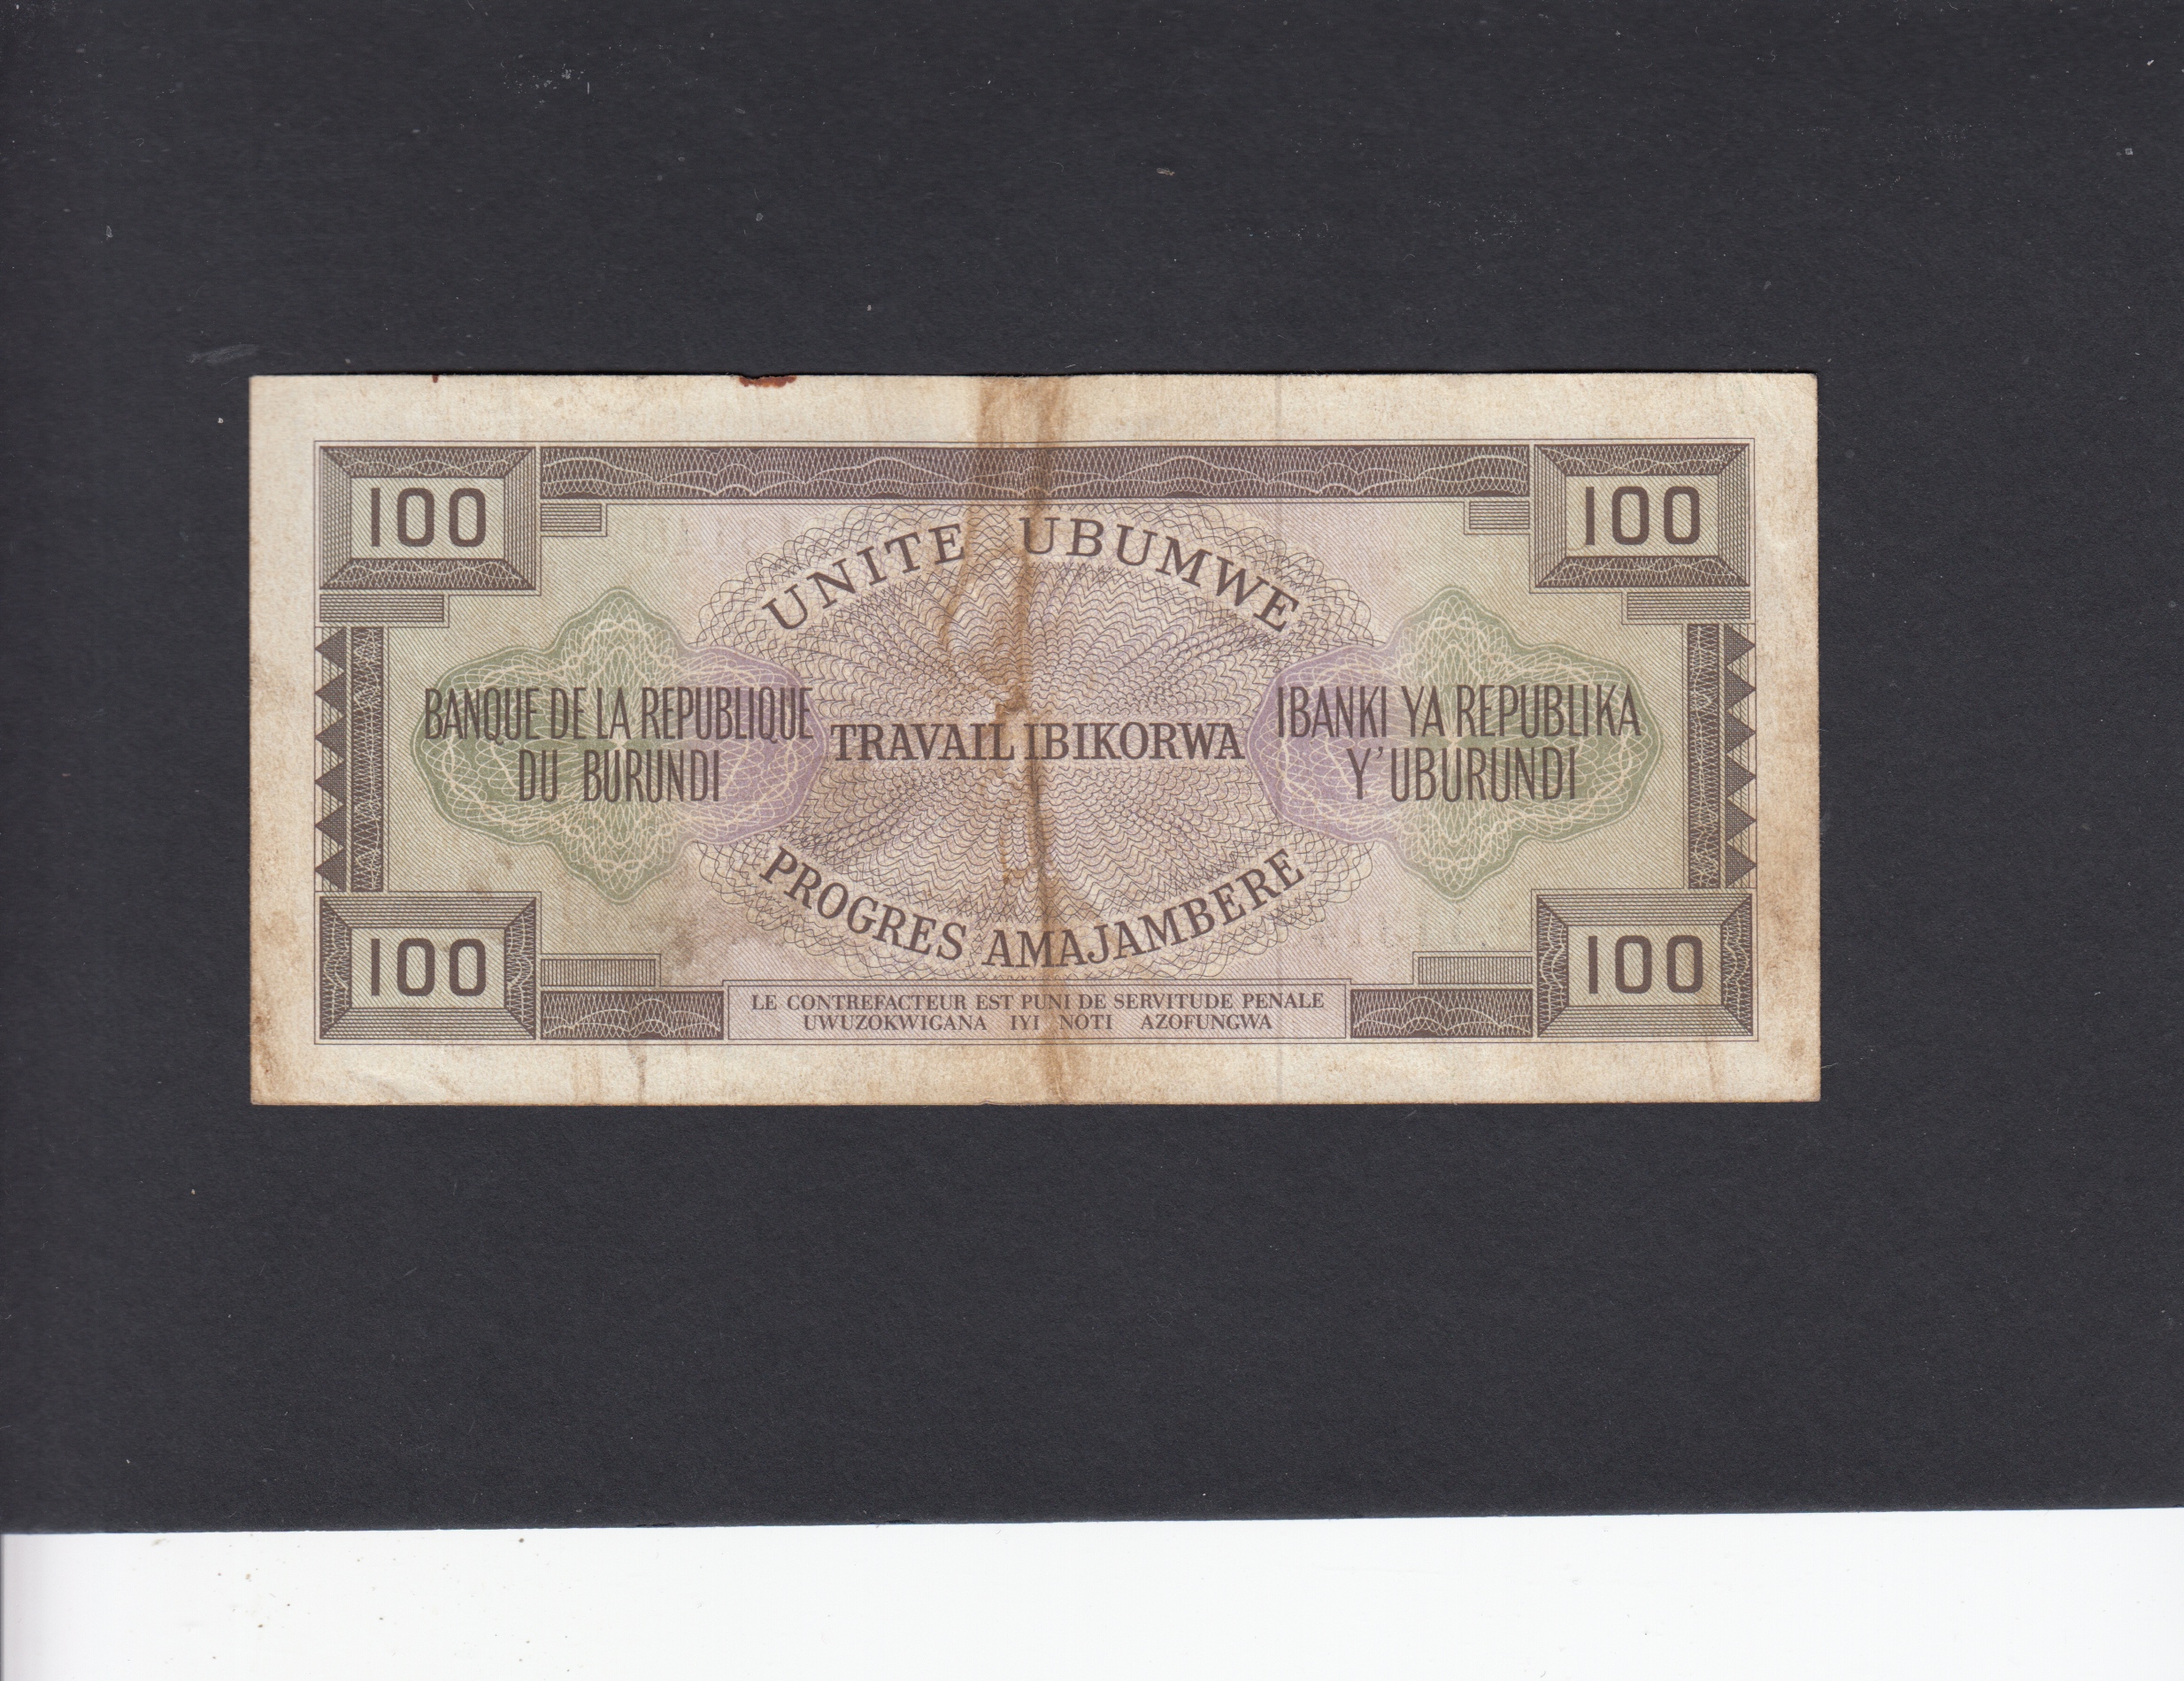 100
100
UNITE UBUMWE
BANQUE DE LA REPUBLIQUE
DU BURUNDI
TRAVAIL IBIKORWA
IBANKI YA REPUBLIKA
Y'UBURUNDI
PROGRES AMAJAMBERE
100
100
LE CONTREFACTEUR EST PUNI DE SERVITUDE PENALE
UWUZOKWIGANA IYI NOTI AZOFUNGWA